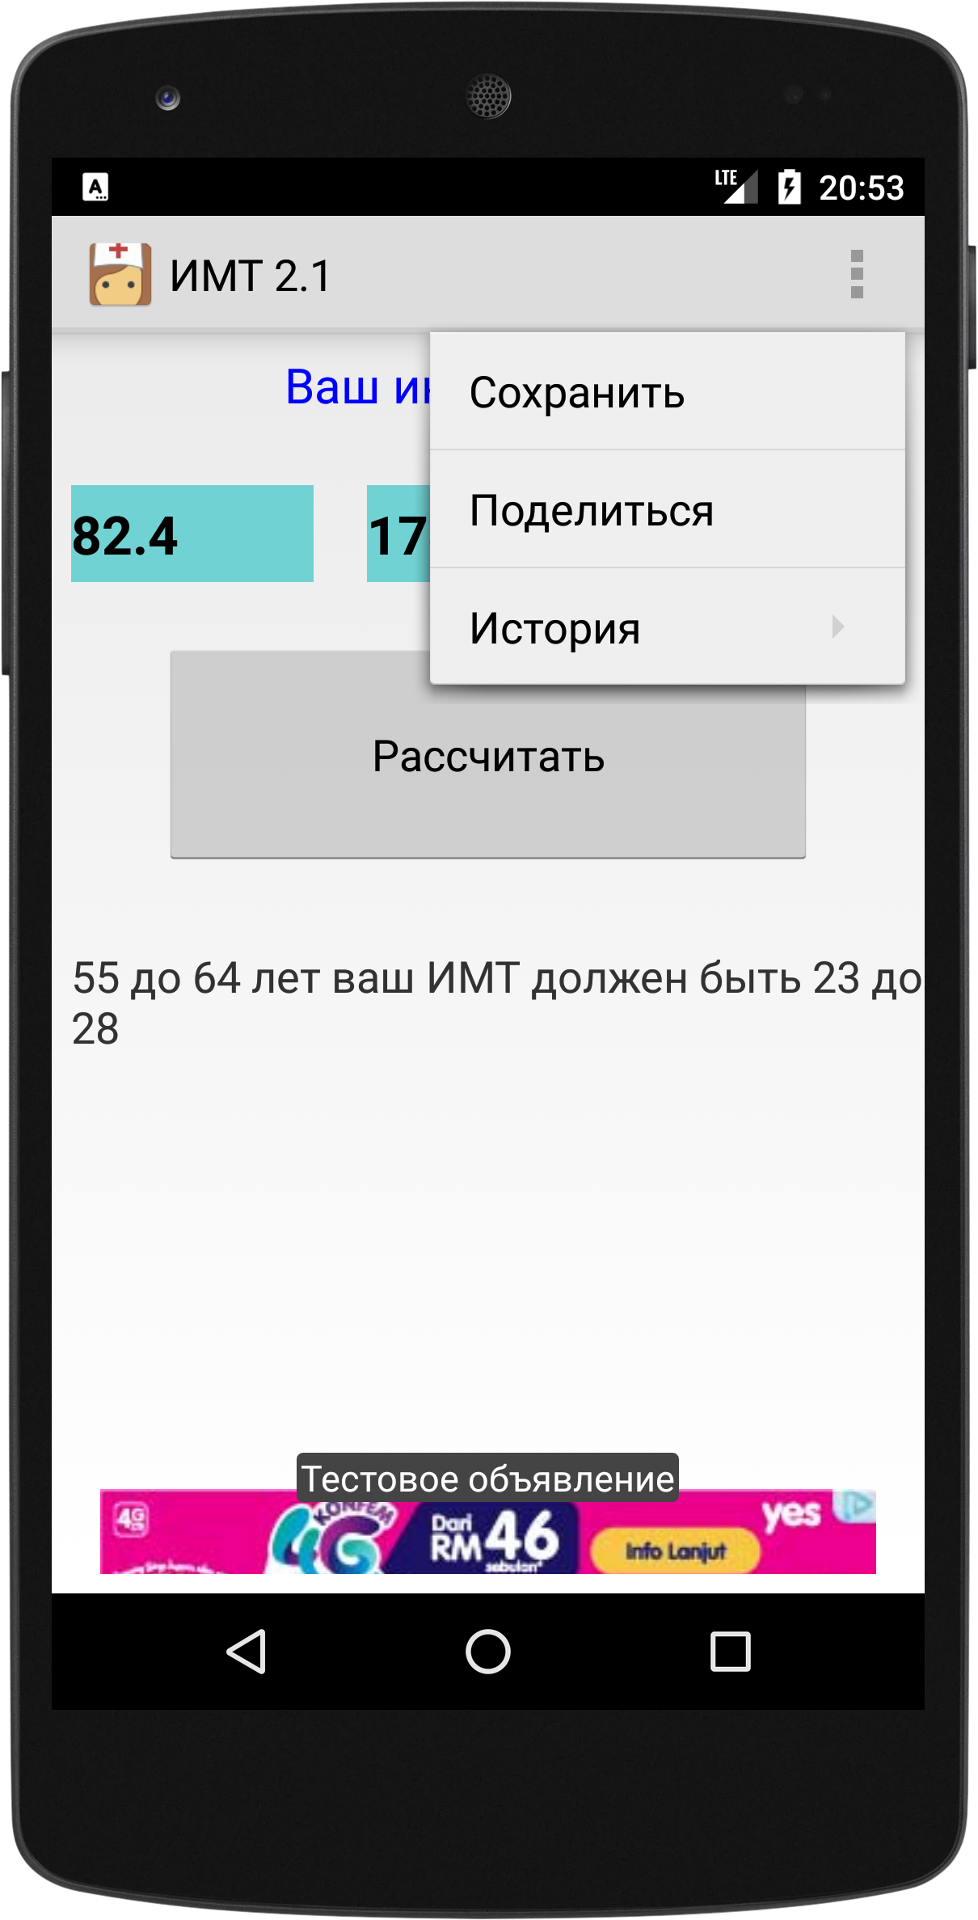 LTE 20:53
ИМТ 2.1
Ваш
Сохранить
Поделиться
82.4 17
История
Рассчитать
55 до 64 лет ваш ИМТ должен быть 23 до
28
Тестовое объявление
4G
KONFEM
4G
Dari
RM46
sebulan*
Info Lanjut
yes